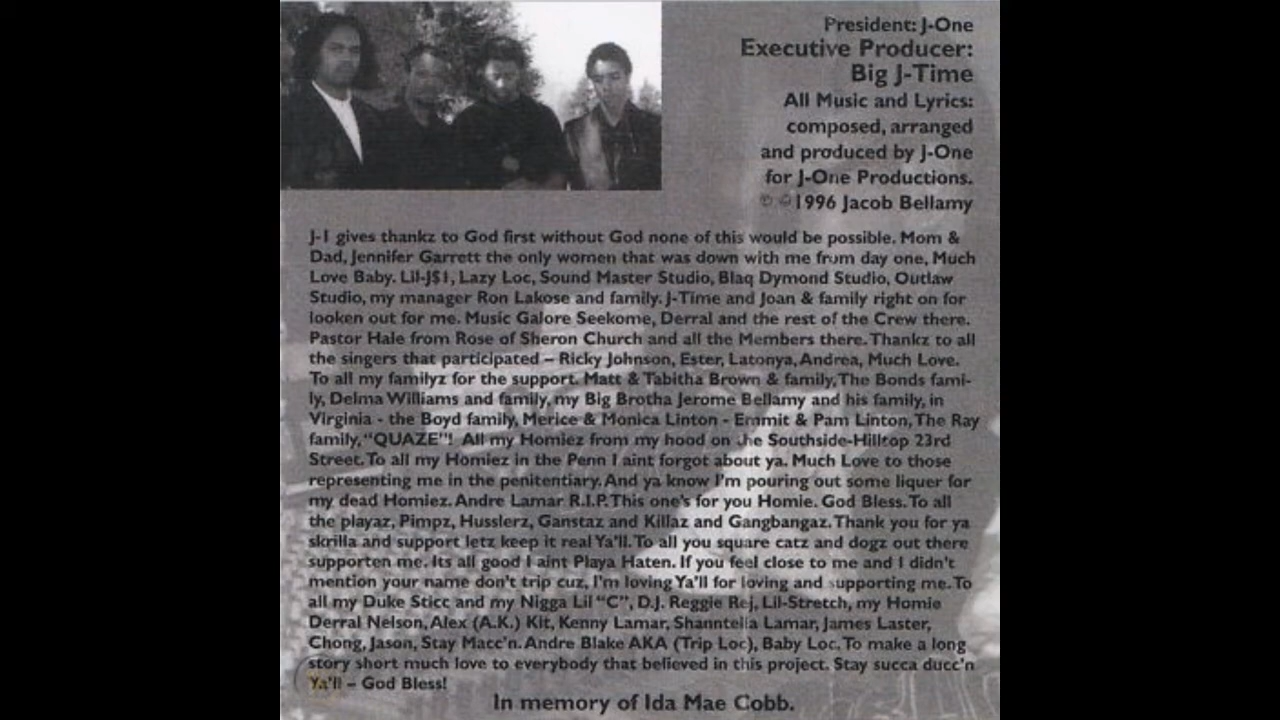 President: J-One
Executive Producer:
Big J-Time
All Music and Lyrics:
composed, arranged
and produced by J-One
for J-One Productions.
℗ © 1996 Jacob Bellamy
J-1 gives thankz to God first without God none of this would be possible. Mom &
Dad, Jennifer Garrett the only women that was down with me from day one, Much
Love Baby. Lil-J$1, Lazy Loc, Sound Master Studio, Blaq Dymond Studio, Outlaw
Studio, my manager Ron Lakose and family. J-Time and Joan & family right on for
looken out for me. Music Galore Seekome, Derral and the rest of the Crew there.
Pastor Hale from Rose of Sheron Church and all the Members there. Thankz to all
the singers that participated – Ricky Johnson, Ester, Latonya, Andrea, Much Love.
To all my familyz for the support. Matt & Tabitha Brown & family, The Bonds fami-
ly, Delma Williams and family, my Big Brotha Jerome Bellamy and his family, in
Virginia - the Boyd family, Merice & Monica Linton - Emmit & Pam Linton, The Ray
family, "QUAZE"! All my Homiez from my hood on the Southside-Hilltop 23rd
Street. To all my Homiez in the Penn I aint forgot about ya. Much Love to those
representing me in the penitentiary. And ya know I'm pouring out some liquer for
my dead Homiez. Andre Lamar R.I.P. This one's for you Homie. God Bless. To all
the playaz, Pimpz, Husslerz, Ganstaz and Killaz and Gangbangaz. Thank you for ya
skrilla and support letz keep it real Ya'll. To all you square catz and dogz out there
supporten me. Its all good I aint Playa Haten. If you feel close to me and I didn't
mention your name don't trip cuz, I'm loving Ya'll for loving and supporting me. To
all my Duke Sticc and my Nigga Lil "C", D.J. Reggie Rej, Lil-Stretch, my Homie
Derral Nelson, Alex (A.K.) Kit, Kenny Lamar, Shanntella Lamar, James Laster,
Chong, Jason, Stay Macc'n. Andre Blake AKA (Trip Loc), Baby Loc. To make a long
story short much love to everybody that believed in this project. Stay succa ducc'n
Ya'll – God Bless!
In memory of Ida Mae Cobb.